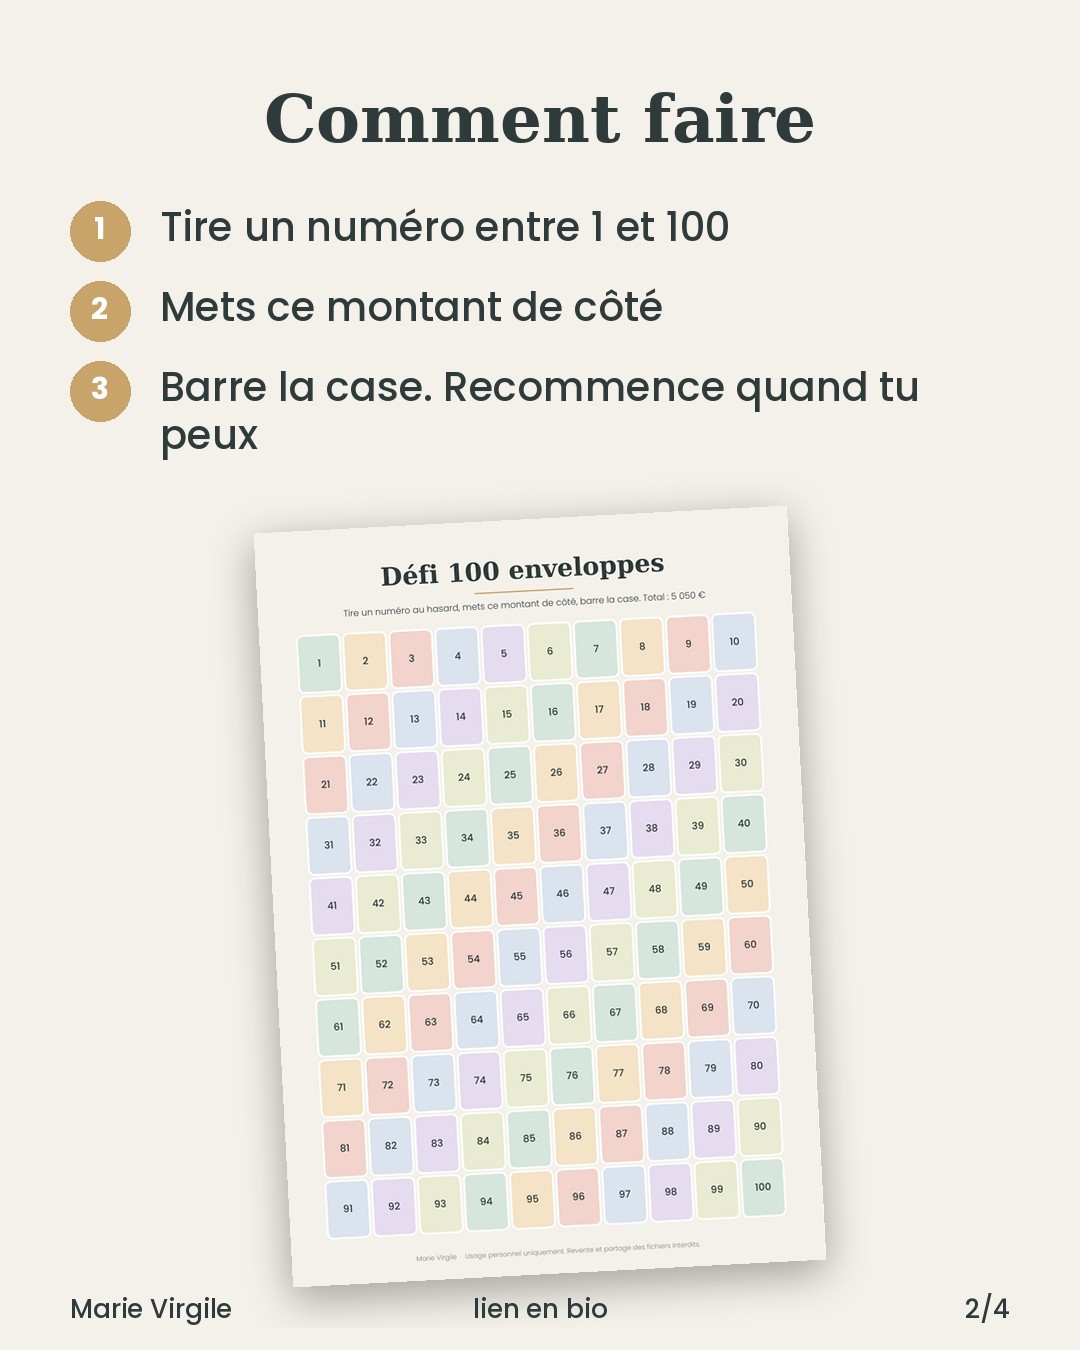 Comment faire
1 Tire un numéro entre 1 et 100
2 Mets ce montant de côté
3 Barre la case. Recommence quand tu
peux
Défi 100 enveloppes
Tire un numéro au hasard, mets ce montant de côté, barre la case. Total : 5 050 €
1 2 3 4 5 6 7 8 9 10
11 12 13 14 15 16 17 18 19 20
21 22 23 24 25 26 27 28 29 30
31 32 33 34 35 36 37 38 39 40
41 42 43 44 45 46 47 48 49 50
51 52 53 54 55 56 57 58 59 60
61 62 63 64 65 66 67 68 69 70
71 72 73 74 75 76 77 78 79 80
81 82 83 84 85 86 87 88 89 90
91 92 93 94 95 96 97 98 99 100
Marie Virgile · Usage personnel uniquement. Revente et partage des fichiers interdits.
Marie Virgile lien en bio 2/4